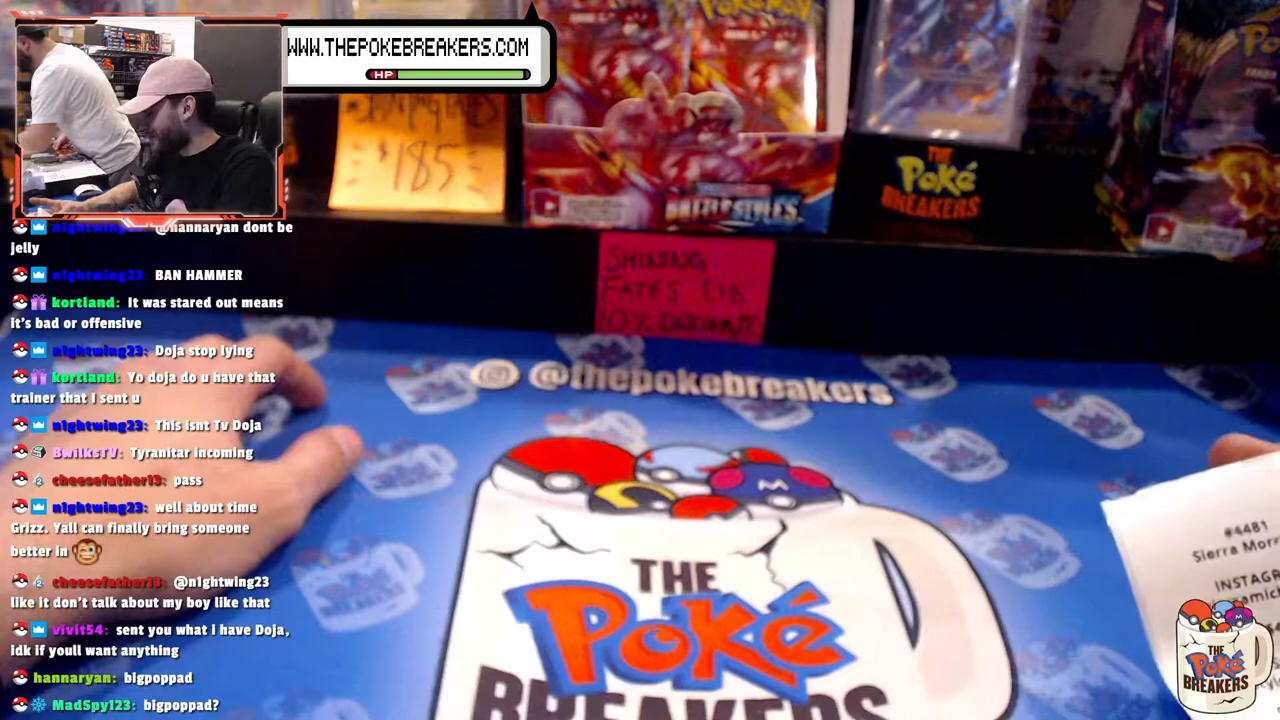 WWW.THEPOKEBREAKERS.COM
HP
$185
POKÉMON
BATTLE STYLES
THE
Poké
BREAKERS
SHINING
FATES ETB
10% DISCOUNT
@thepokebreakers
THE
Poké
BREAKERS
#4481
Sierra Mor
INSTAGR
THE
Poké
BREAKERS
n1ghtwing23: @hannaryan dont be
jelly
n1ghtwing23: BAN HAMMER
kortland: It was stared out means
it's bad or offensive
n1ghtwing23: Doja stop lying
kortland: Yo doja do u have that
trainer that I sent u
n1ghtwing23: This isnt Tv Doja
BwilksTV: Tyranitar incoming
cheesefather13: pass
n1ghtwing23: well about time
Grizz. Yall can finally bring someone
better in
cheesefather13: @n1ghtwing23
like it don't talk about my boy like that
vivit54: sent you what i have Doja,
idk if youll want anything
hannaryan: bigpoppad
MadSpy123: bigpoppad?